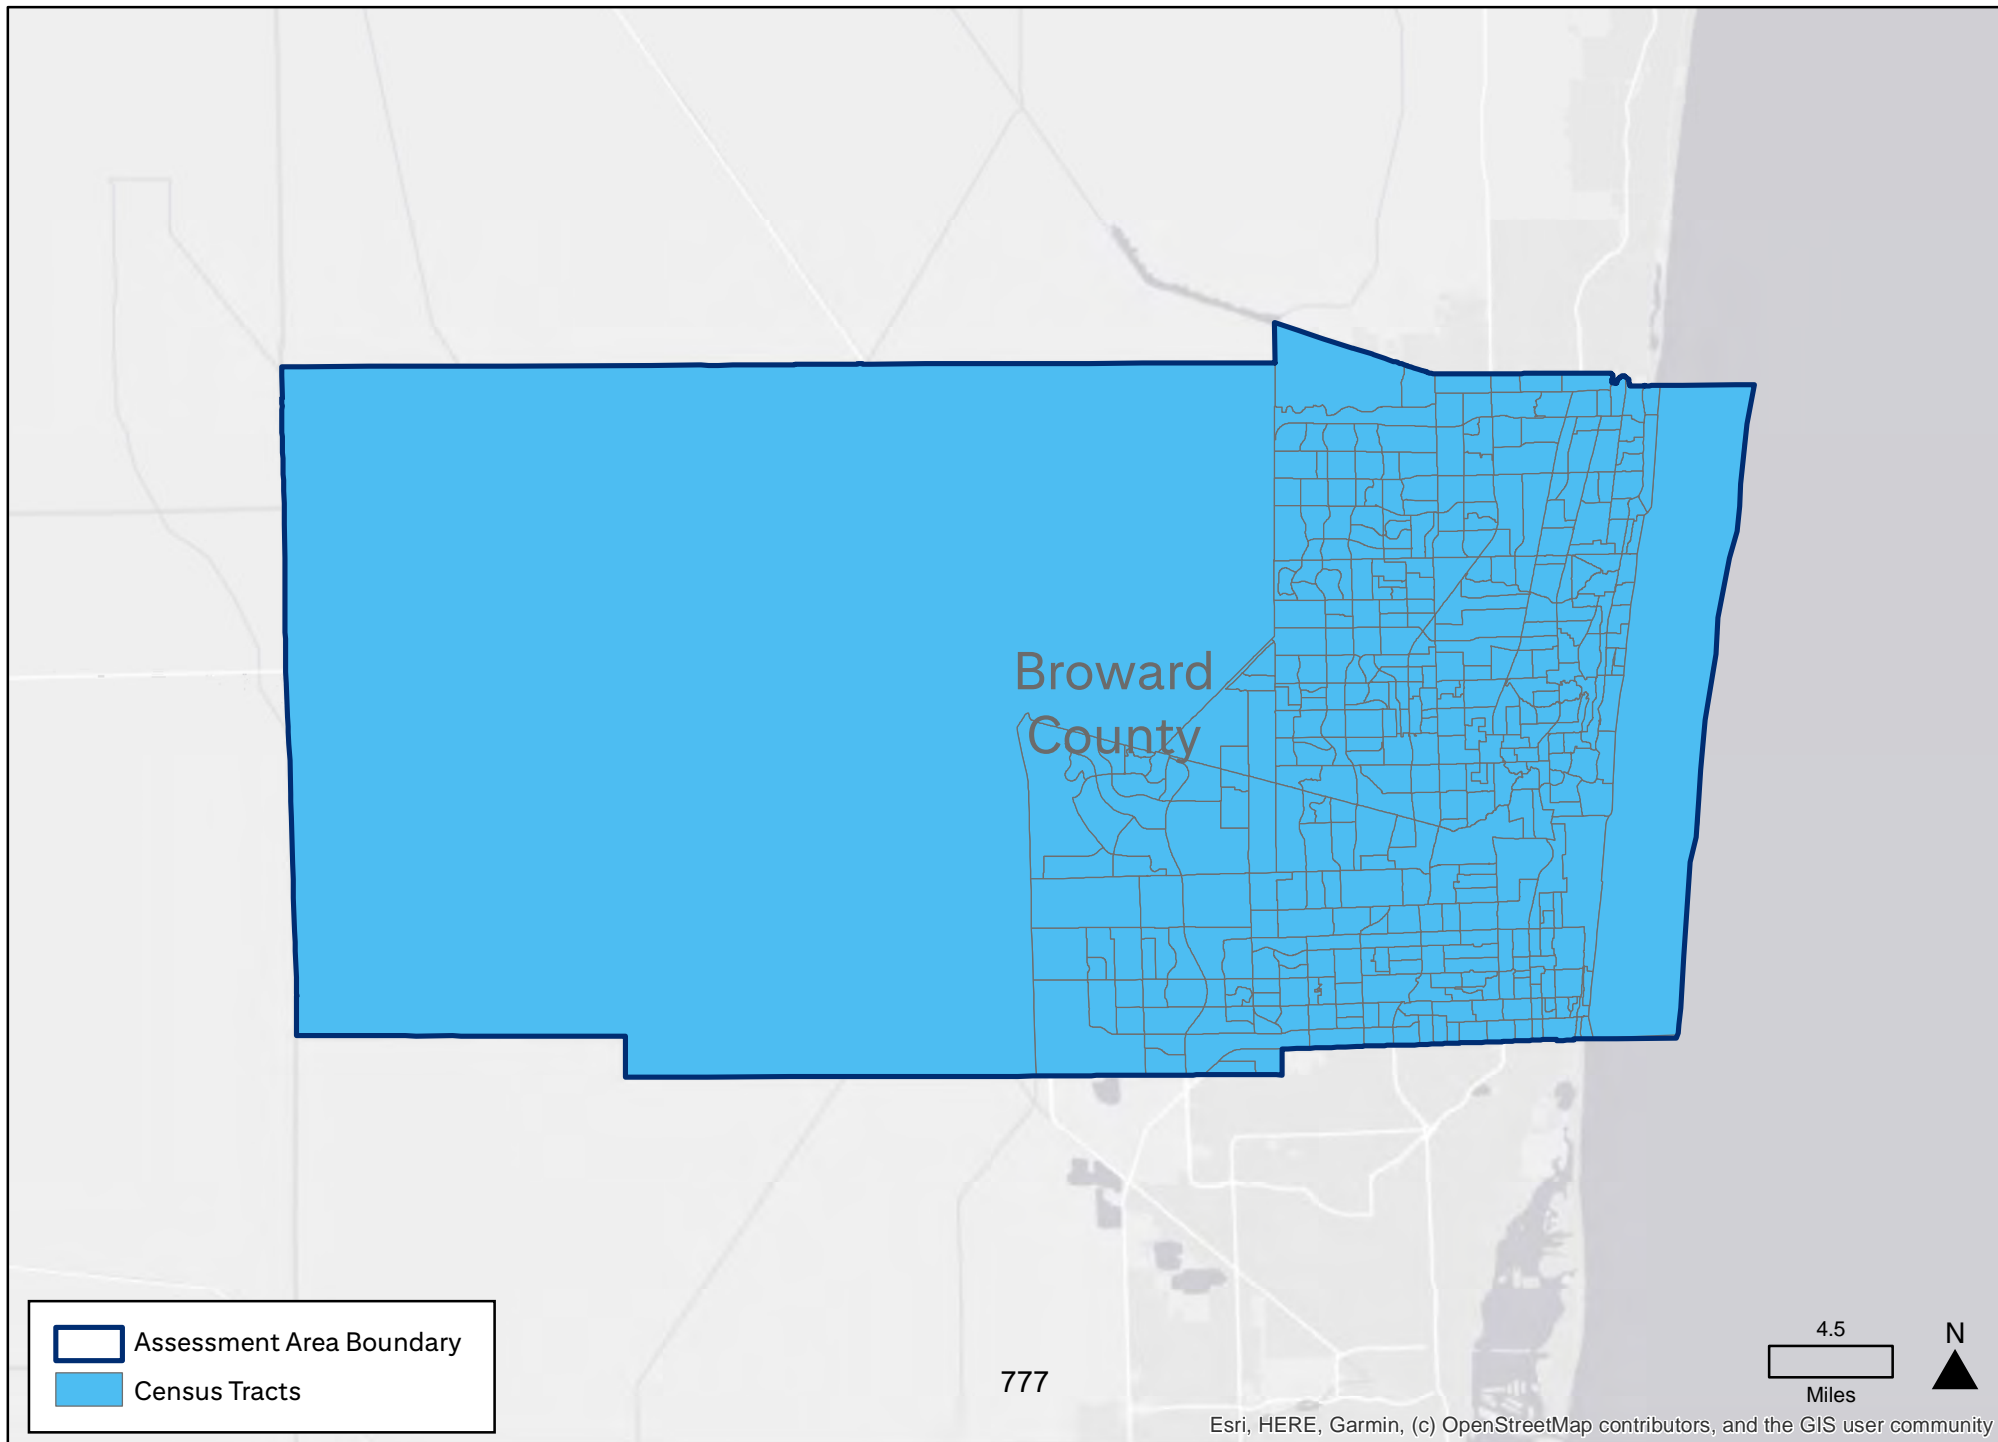 Broward
County
Assessment Area Boundary
Census Tracts
777
4.5
Miles
N
Esri, HERE, Garmin, (c) OpenStreetMap contributors, and the GIS user community